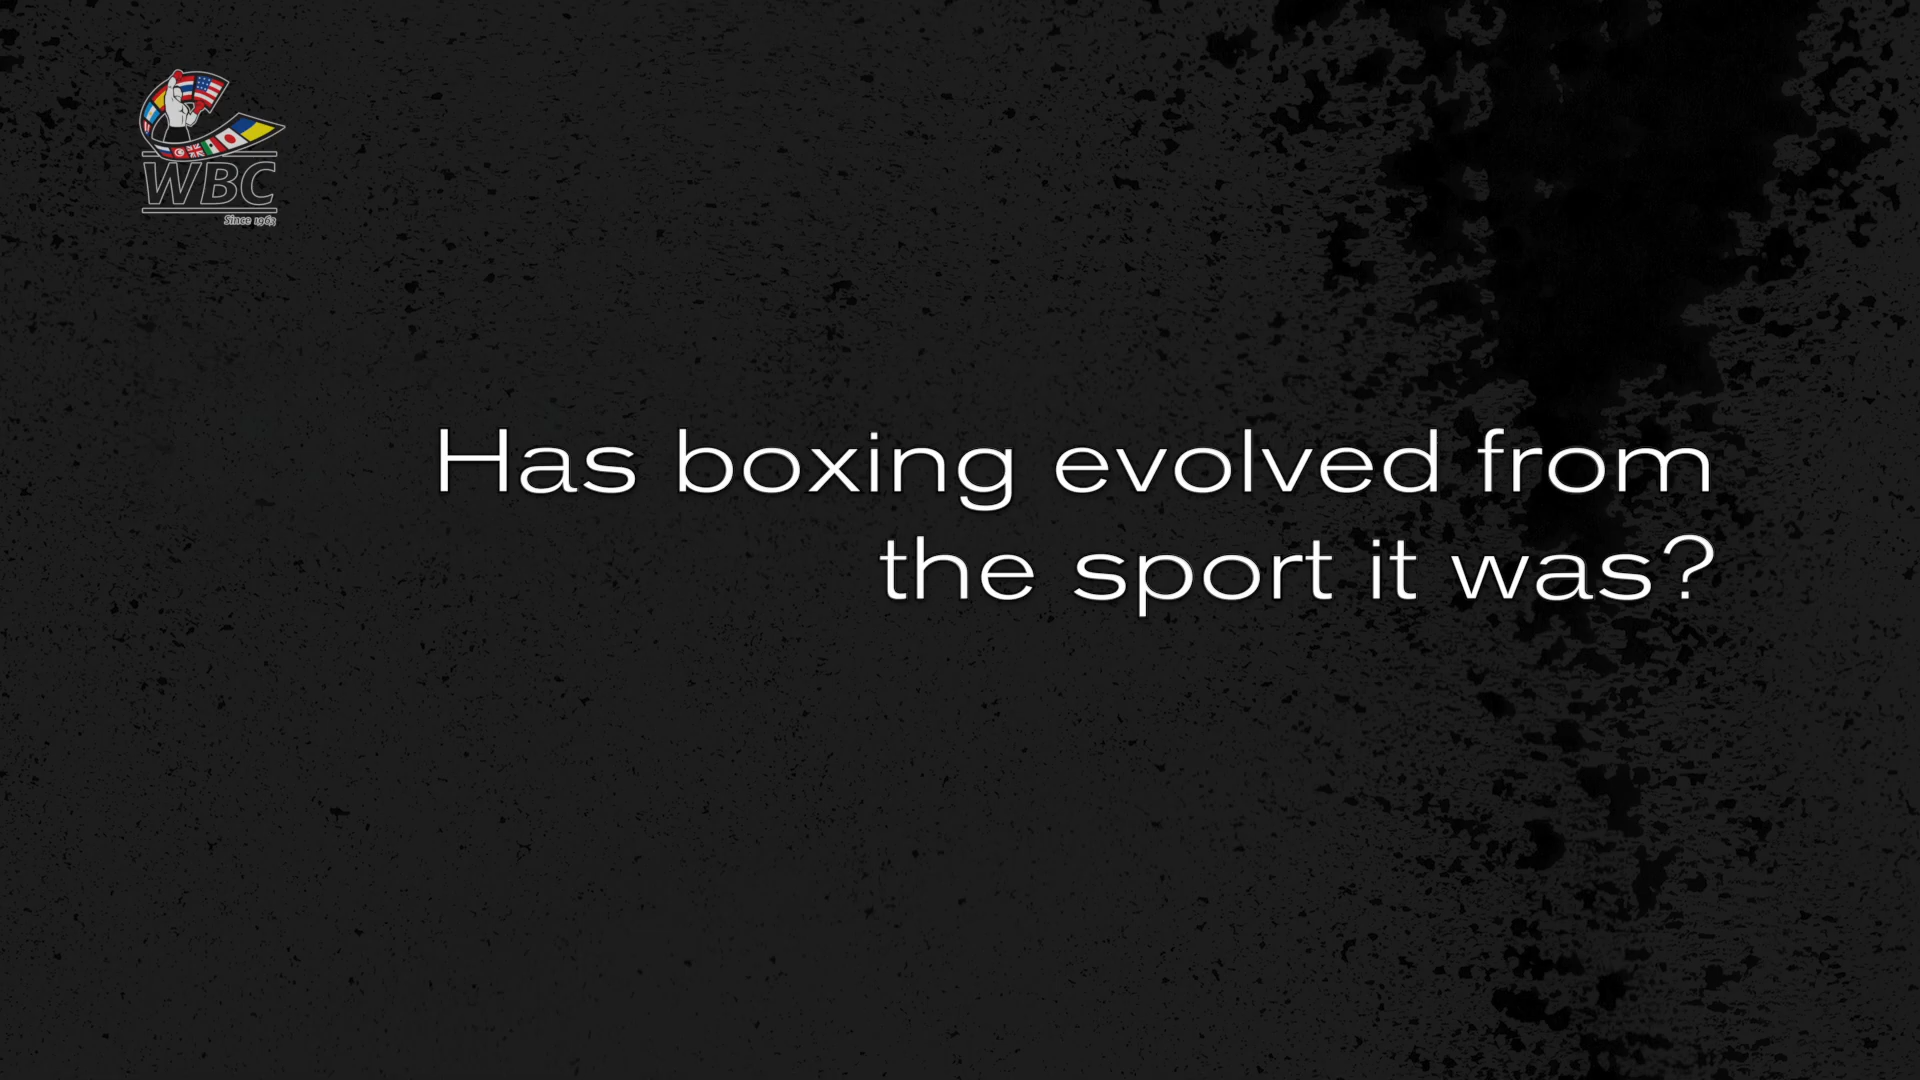 WBC
Since 1963
Has boxing evolved from
the sport it was?